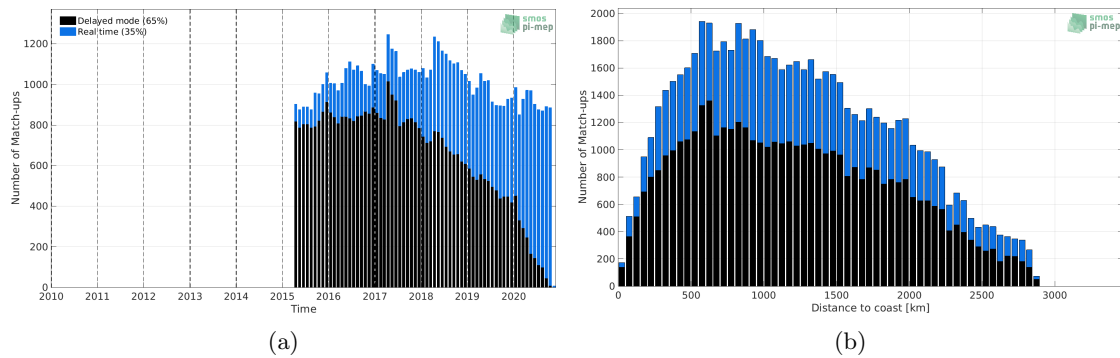 Delayed mode (65%)
Real time (35%)
smos
pi-mep
Number of Match-ups
1200
1000
800
600
400
200
0
2010 2011 2012 2013 2014 2015 2016 2017 2018 2019 2020
Time
(a)
smos
pi-mep
Number of Match-ups
2000
1800
1600
1400
1200
1000
800
600
400
200
0
0 500 1000 1500 2000 2500 3000
Distance to coast [km]
(b)